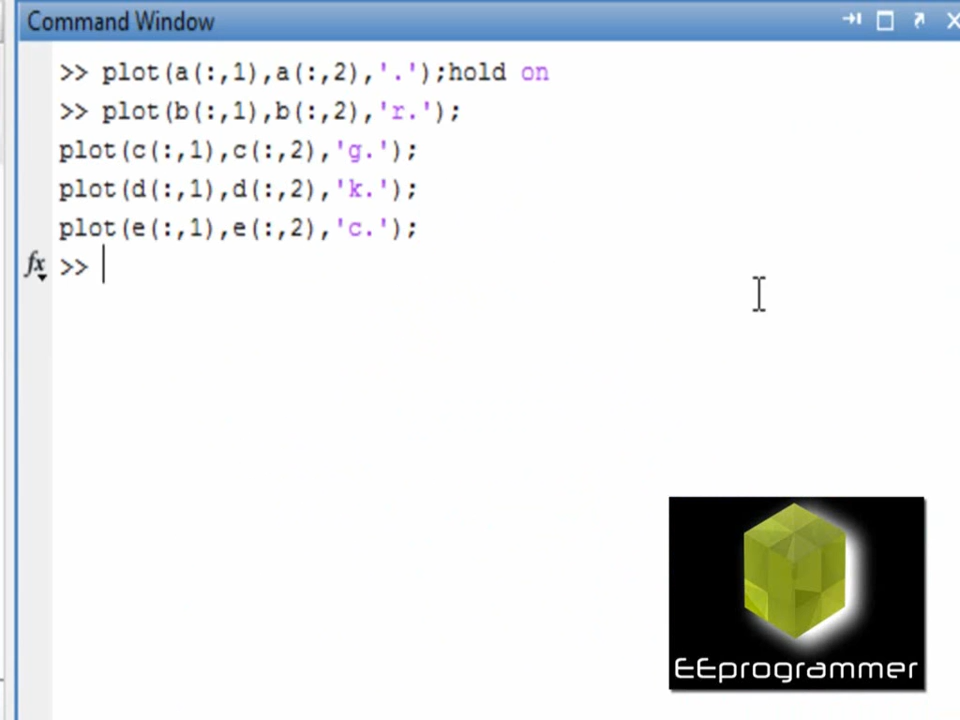 Command Window
>> plot(a(:,1),a(:,2),'.');hold on
>> plot(b(:,1),b(:,2),'r.');
plot(c(:,1),c(:,2),'g.');
plot(d(:,1),d(:,2),'k.');
plot(e(:,1),e(:,2),'c.');
fx >>
EEprogrammer